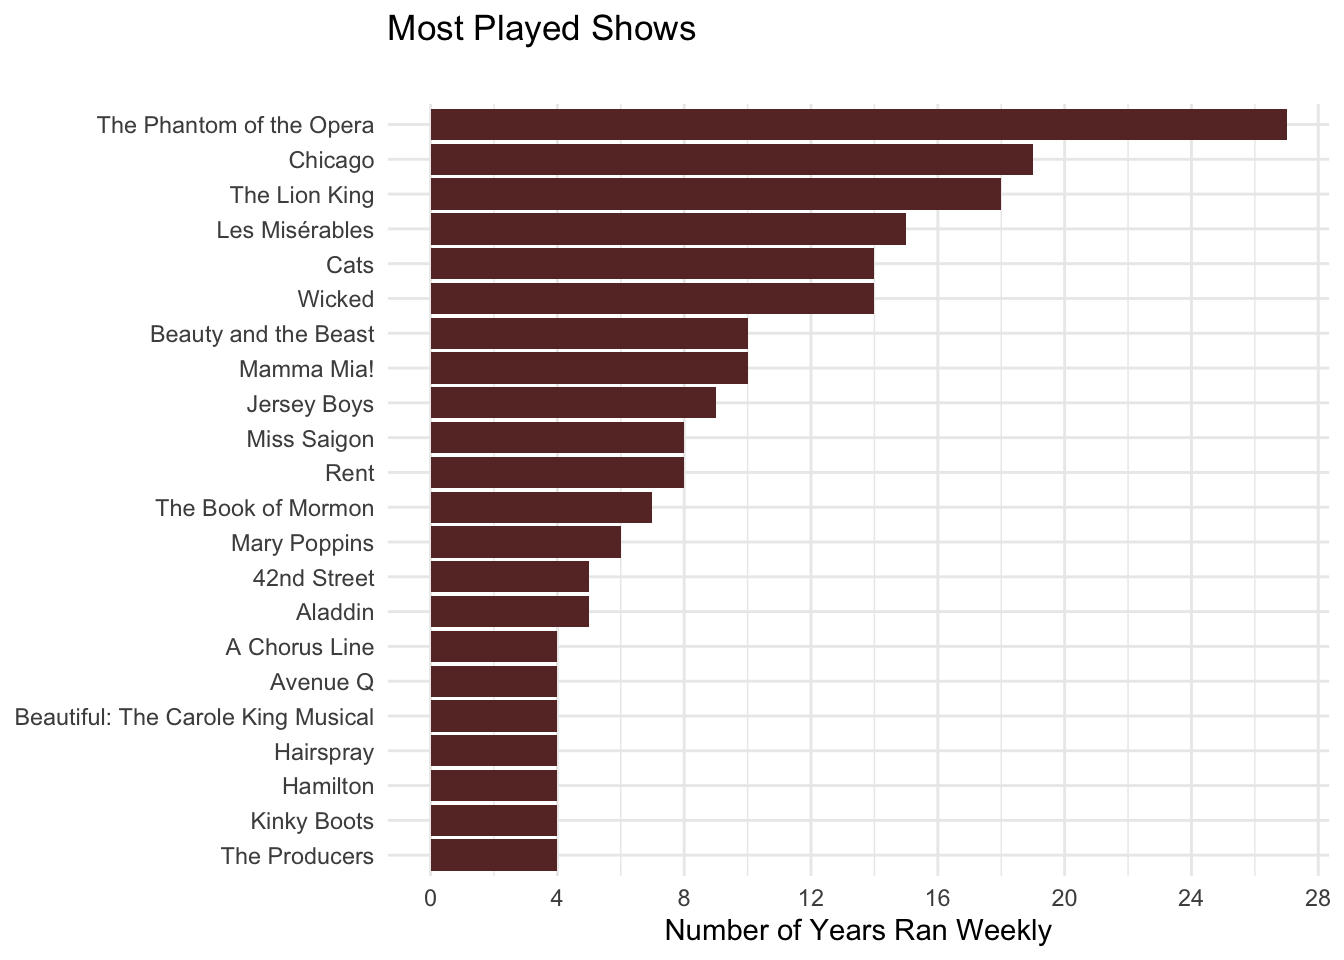 Most Played Shows
The Phantom of the Opera
Chicago
The Lion King
Les Misérables
Cats
Wicked
Beauty and the Beast
Mamma Mia!
Jersey Boys
Miss Saigon
Rent
The Book of Mormon
Mary Poppins
42nd Street
Aladdin
A Chorus Line
Avenue Q
Beautiful: The Carole King Musical
Hairspray
Hamilton
Kinky Boots
The Producers
0 4 8 12 16 20 24 28
Number of Years Ran Weekly